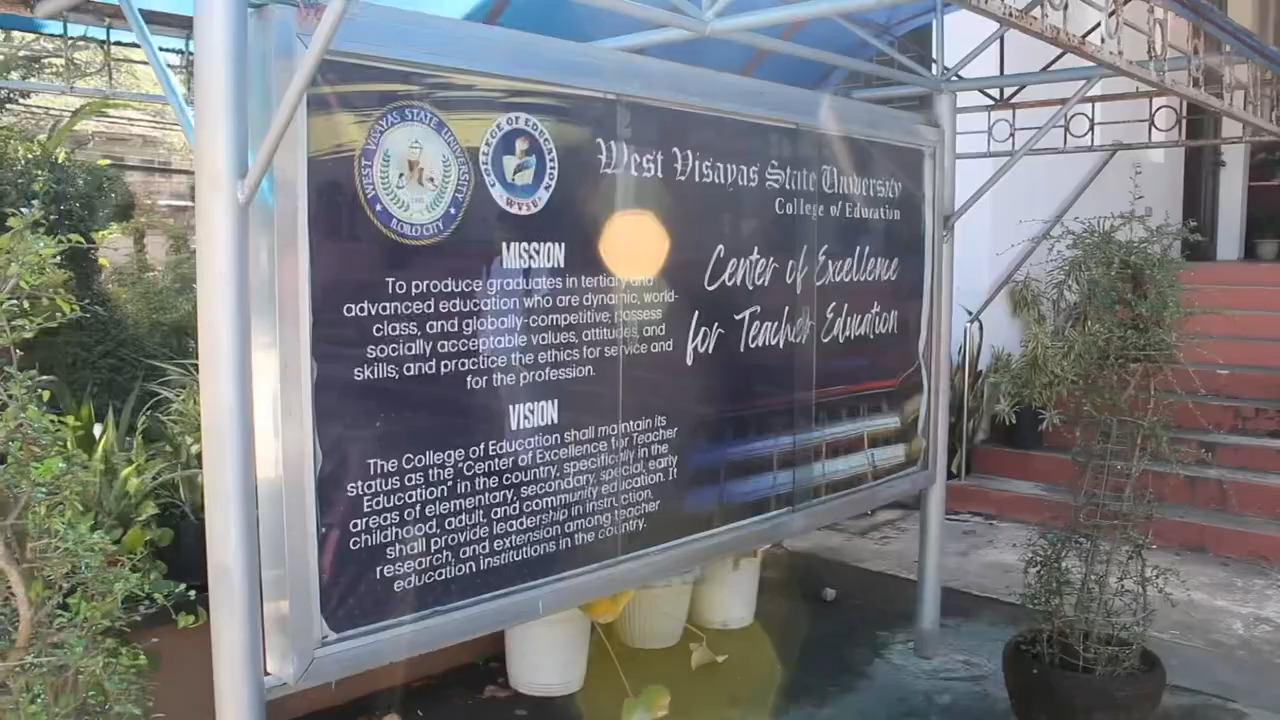 WEST VISAYAS STATE UNIVERSITY
ILOILO CITY
COLLEGE OF EDUCATION
WVSU
West Visayas State University
College of Education
Center of Excellence
for Teacher Education
MISSION
To produce graduates in tertiary and
advanced education who are dynamic, world-
class, and globally-competitive; possess
socially acceptable values, attitudes, and
skills; and practice the ethics for service and
for the profession.
VISION
The College of Education shall maintain its
status as the "Center of Excellence for Teacher
Education" in the country, specifically in the
areas of elementary, secondary, special, early
childhood, adult, and community education. It
shall provide leadership in instruction,
research, and extension among teacher
education institutions in the country.